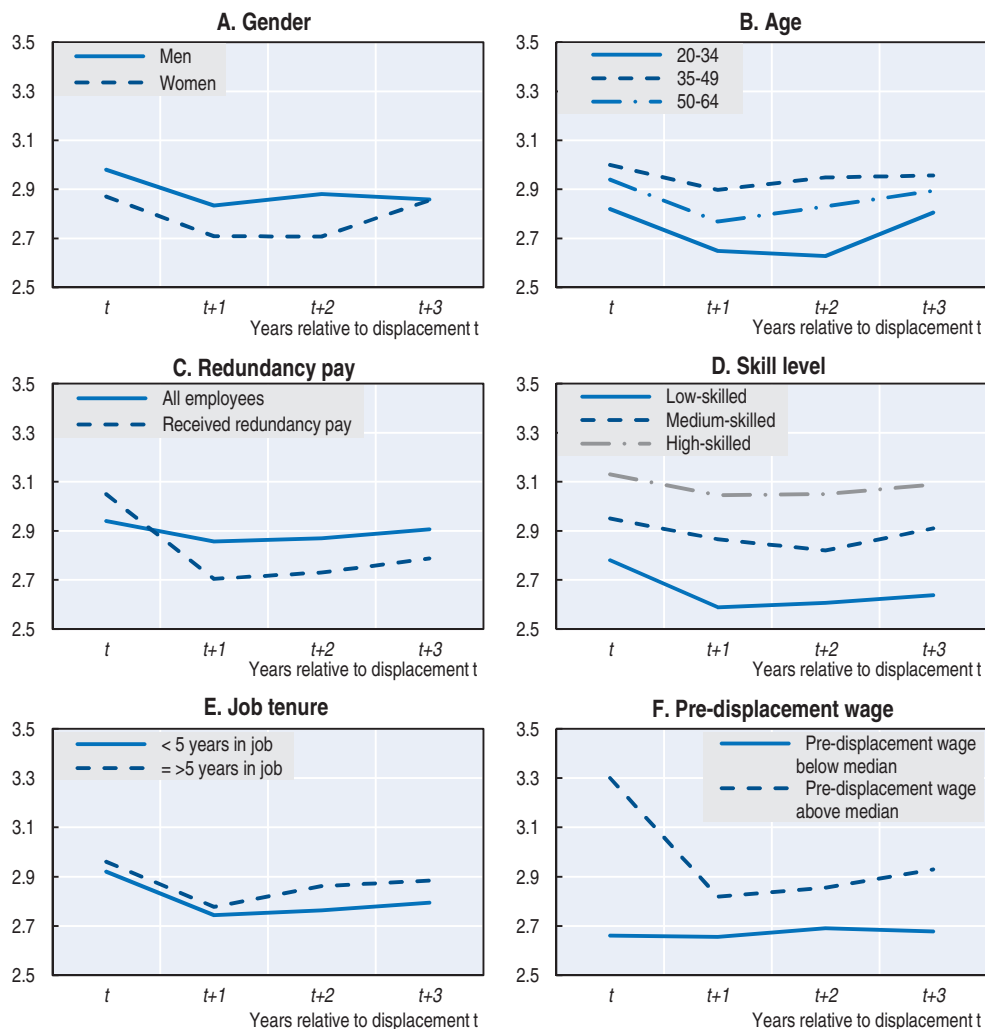 A. Gender
3.5
3.3
3.1
2.9
2.7
2.5
Men
Women
t
t+1
t+2
t+3
Years relative to displacement t
B. Age
3.5
3.3
3.1
2.9
2.7
2.5
20-34
35-49
50-64
t
t+1
t+2
t+3
Years relative to displacement t
C. Redundancy pay
3.5
3.3
3.1
2.9
2.7
2.5
All employees
Received redundancy pay
t
t+1
t+2
t+3
Years relative to displacement t
D. Skill level
3.5
3.3
3.1
2.9
2.7
2.5
Low-skilled
Medium-skilled
High-skilled
t
t+1
t+2
t+3
Years relative to displacement t
E. Job tenure
3.5
3.3
3.1
2.9
2.7
2.5
< 5 years in job
= >5 years in job
t
t+1
t+2
t+3
Years relative to displacement t
F. Pre-displacement wage
3.5
3.3
3.1
2.9
2.7
2.5
Pre-displacement wage
below median
Pre-displacement wage
above median
t
t+1
t+2
t+3
Years relative to displacement t